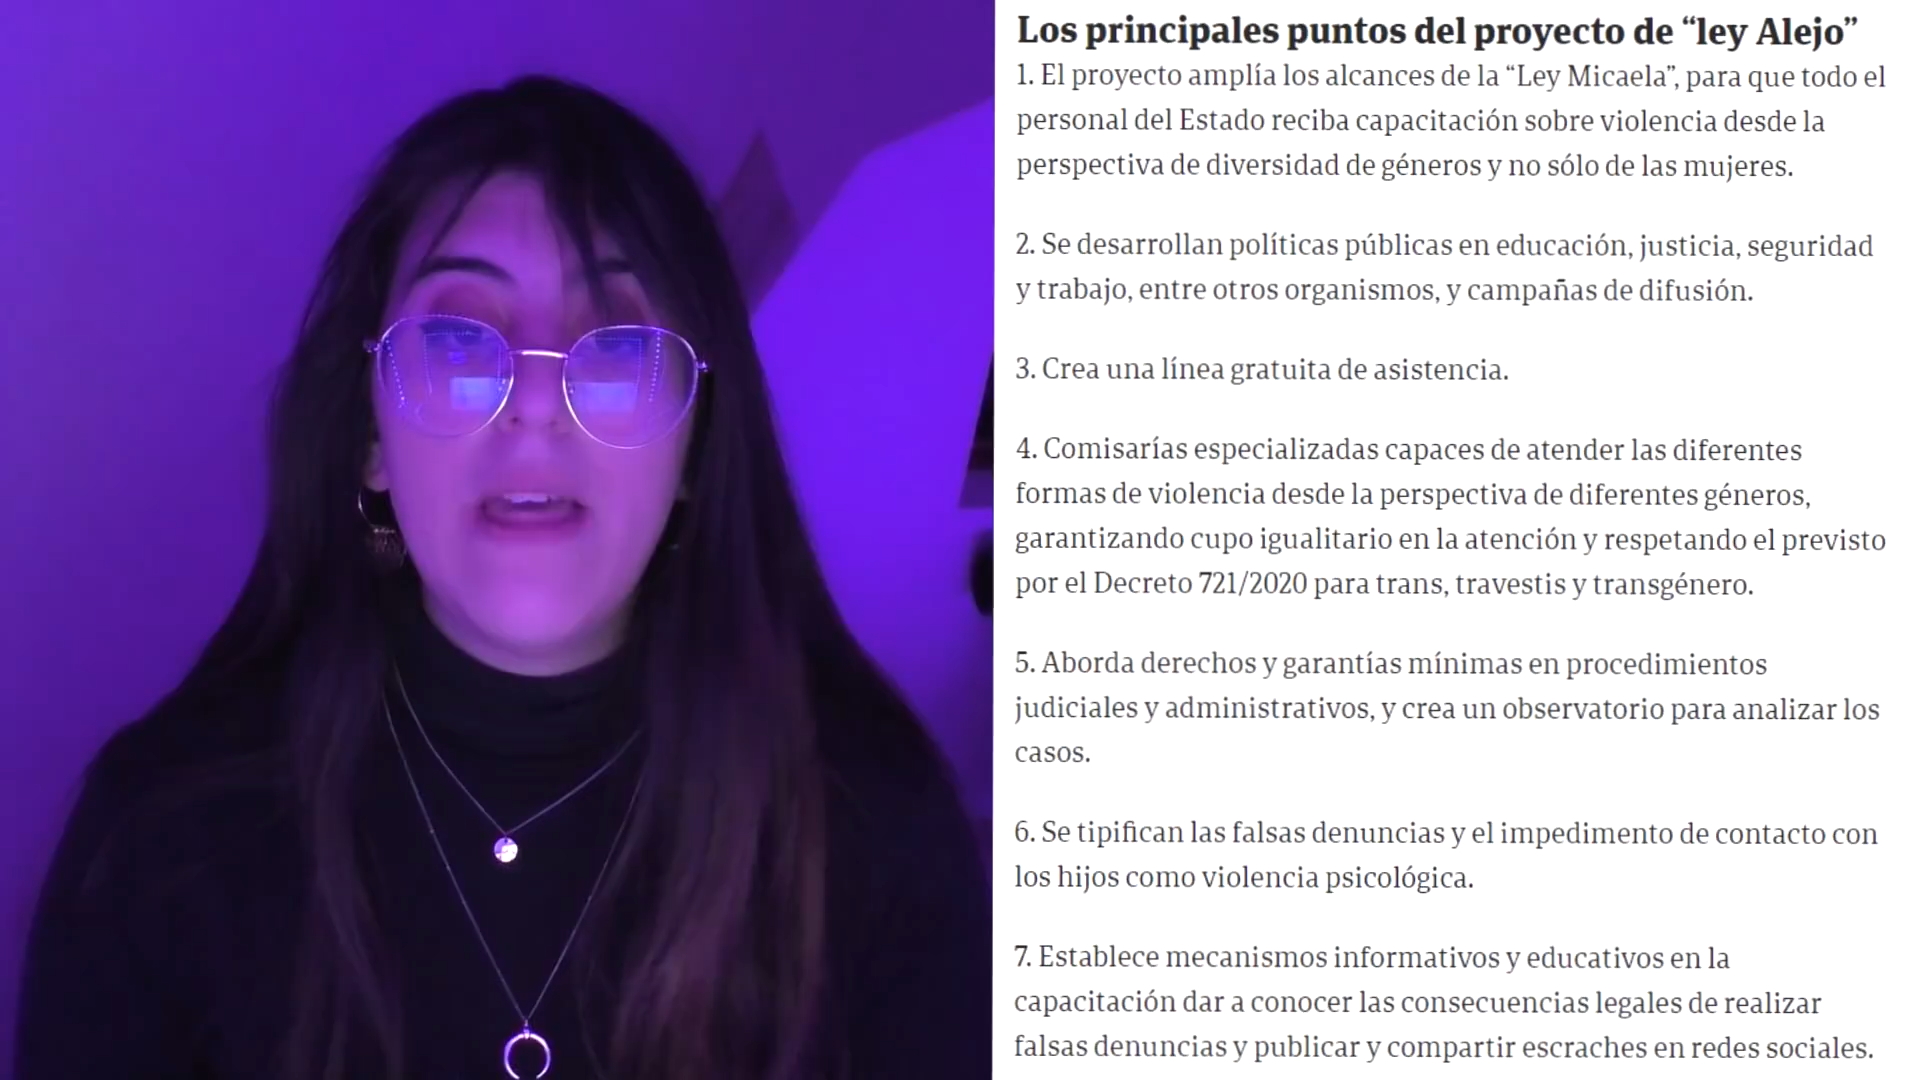 Los principales puntos del proyecto de “ley Alejo”
1. El proyecto amplía los alcances de la “Ley Micaela”, para que todo el
personal del Estado reciba capacitación sobre violencia desde la
perspectiva de diversidad de géneros y no sólo de las mujeres.
2. Se desarrollan políticas públicas en educación, justicia, seguridad
y trabajo, entre otros organismos, y campañas de difusión.
3. Crea una línea gratuita de asistencia.
4. Comisarías especializadas capaces de atender las diferentes
formas de violencia desde la perspectiva de diferentes géneros,
garantizando cupo igualitario en la atención y respetando el previsto
por el Decreto 721/2020 para trans, travestis y transgénero.
5. Aborda derechos y garantías mínimas en procedimientos
judiciales y administrativos, y crea un observatorio para analizar los
casos.
6. Se tipifican las falsas denuncias y el impedimento de contacto con
los hijos como violencia psicológica.
7. Establece mecanismos informativos y educativos en la
capacitación dar a conocer las consecuencias legales de realizar
falsas denuncias y publicar y compartir escraches en redes sociales.